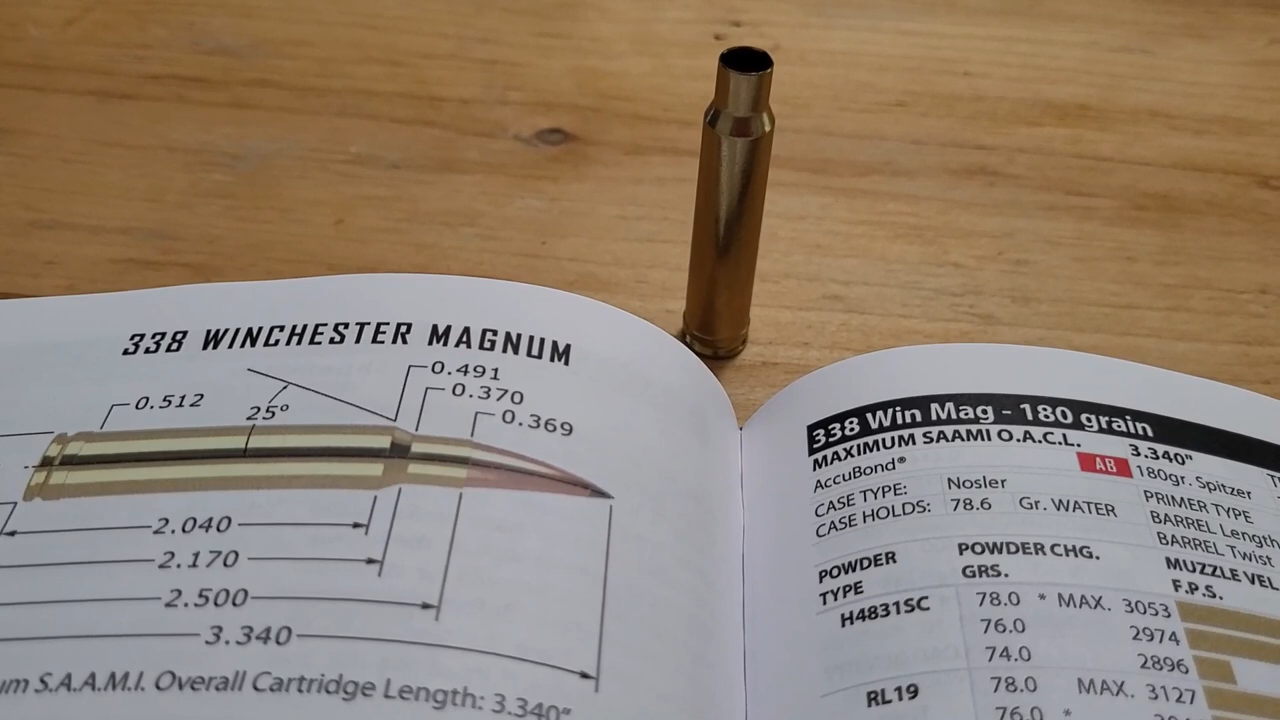 338 WINCHESTER MAGNUM
0.491
0.370
0.512
25°
0.369
2.040
2.170
2.500
3.340
S.A.A.M.I. Overall Cartridge Length: 3.340"
338 Win Mag - 180 grain
MAXIMUM SAAMI O.A.C.L. 3.340"
AccuBond® AB 180gr. Spitzer
CASE TYPE: Nosler PRIMER TYPE
CASE HOLDS: 78.6 Gr. WATER BARREL Length
BARREL Twist
POWDER TYPE POWDER CHG. GRS. MUZZLE VEL F.P.S.
H4831SC 78.0 * MAX. 3053
76.0 2974
74.0 2896
RL19 78.0 MAX. 3127
76.0 *